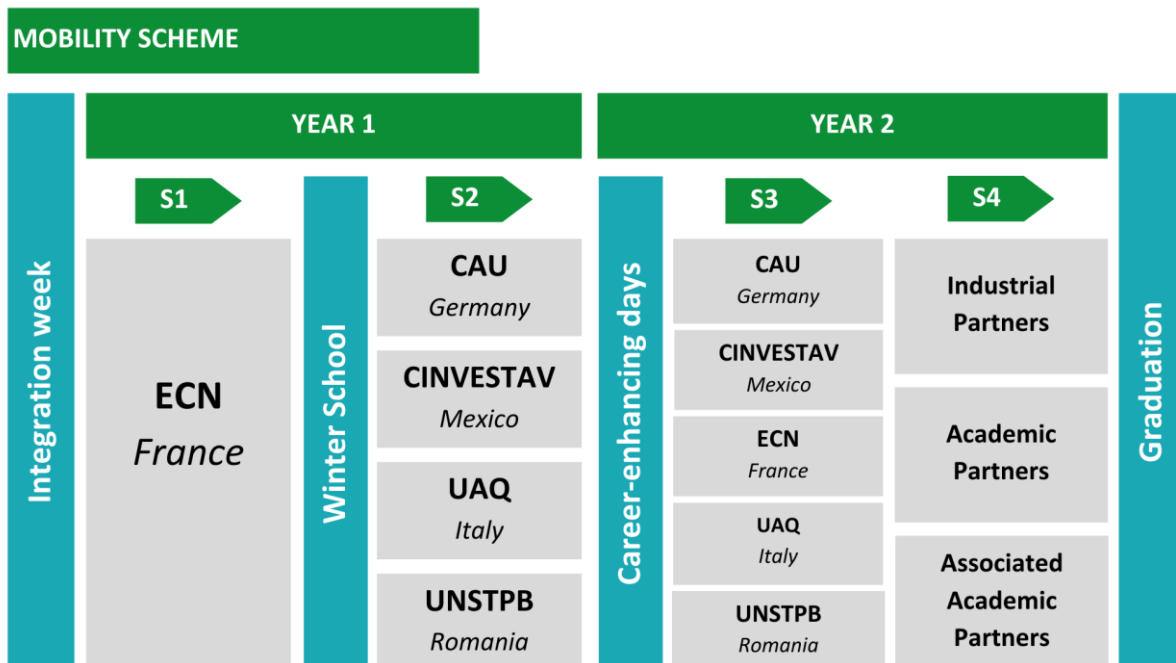 MOBILITY SCHEME
Integration week
YEAR 1
S1
ECN
France
Winter School
S2
CAU
Germany
CINVESTAV
Mexico
UAQ
Italy
UNSTPB
Romania
YEAR 2
Career-enhancing days
S3
CAU
Germany
CINVESTAV
Mexico
ECN
France
UAQ
Italy
UNSTPB
Romania
S4
Industrial
Partners
Academic
Partners
Associated
Academic
Partners
Graduation